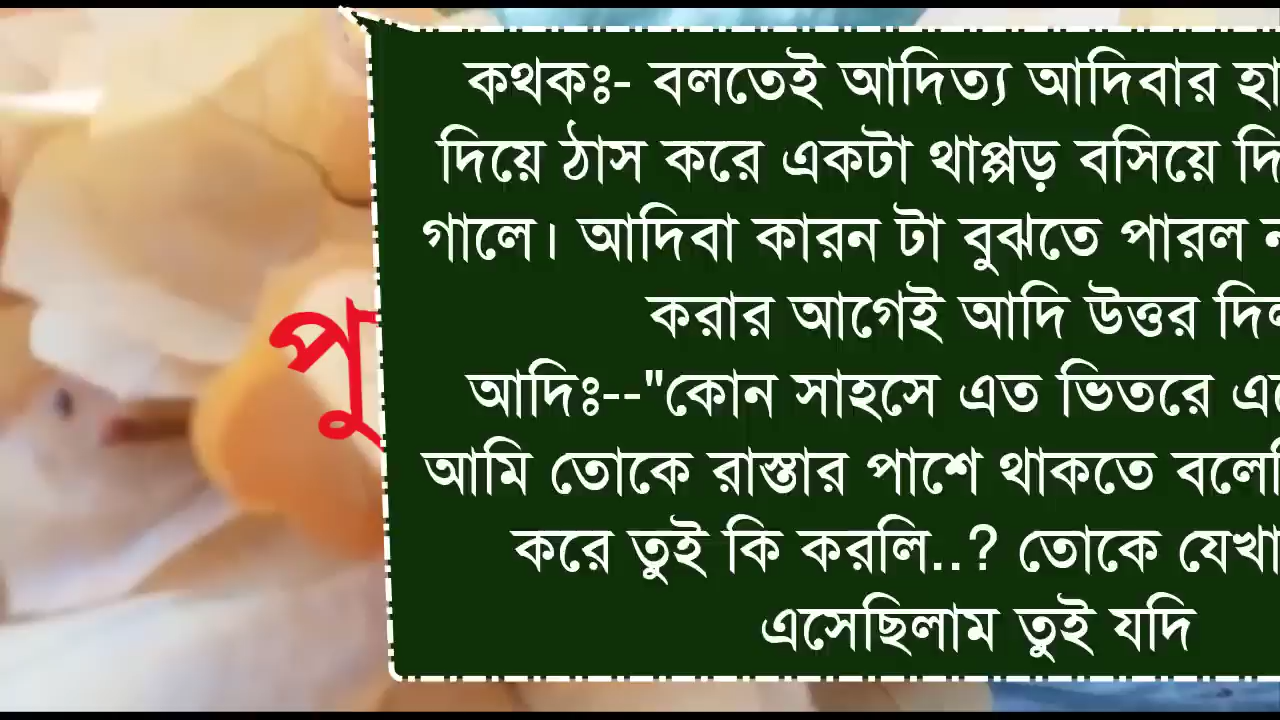 কথকঃ- বলতেই আদিত্য আদিবার
দিয়ে ঠাস করে একটা থাপ্পড় বসিয়ে
গালে। আদিবা কারন টা বুঝতে পারল
করার আগেই আদি উত্তর
আদিঃ--"কোন সাহসে এত ভিতরে
আমি তোকে রাস্তার পাশে থাকতে
করে তুই কি করলি..? তোকে
এসেছিলাম তুই যদি
পু